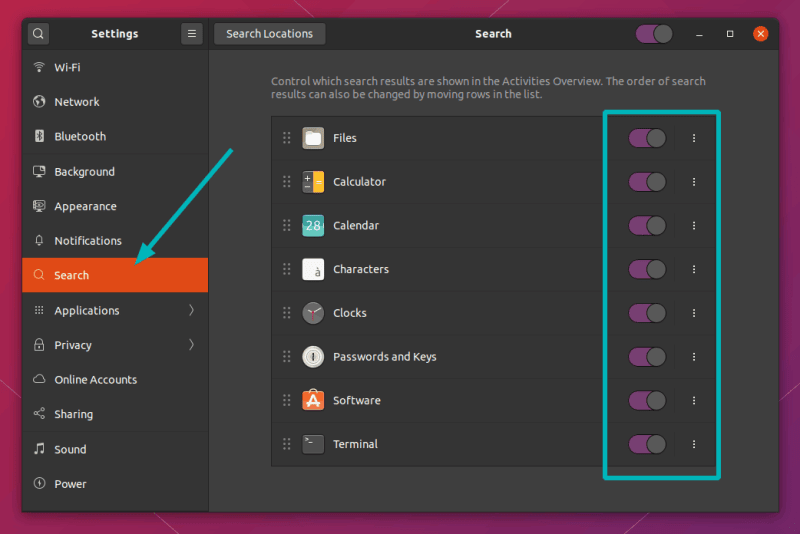 Settings
Search Locations
Search
Wi-Fi
Network
Bluetooth
Background
Appearance
Notifications
Search
Applications
Privacy
Online Accounts
Sharing
Sound
Power
Control which search results are shown in the Activities Overview. The order of search
results can also be changed by moving rows in the list.
Files
Calculator
28 Calendar
à Characters
Clocks
Passwords and Keys
Software
>_ Terminal